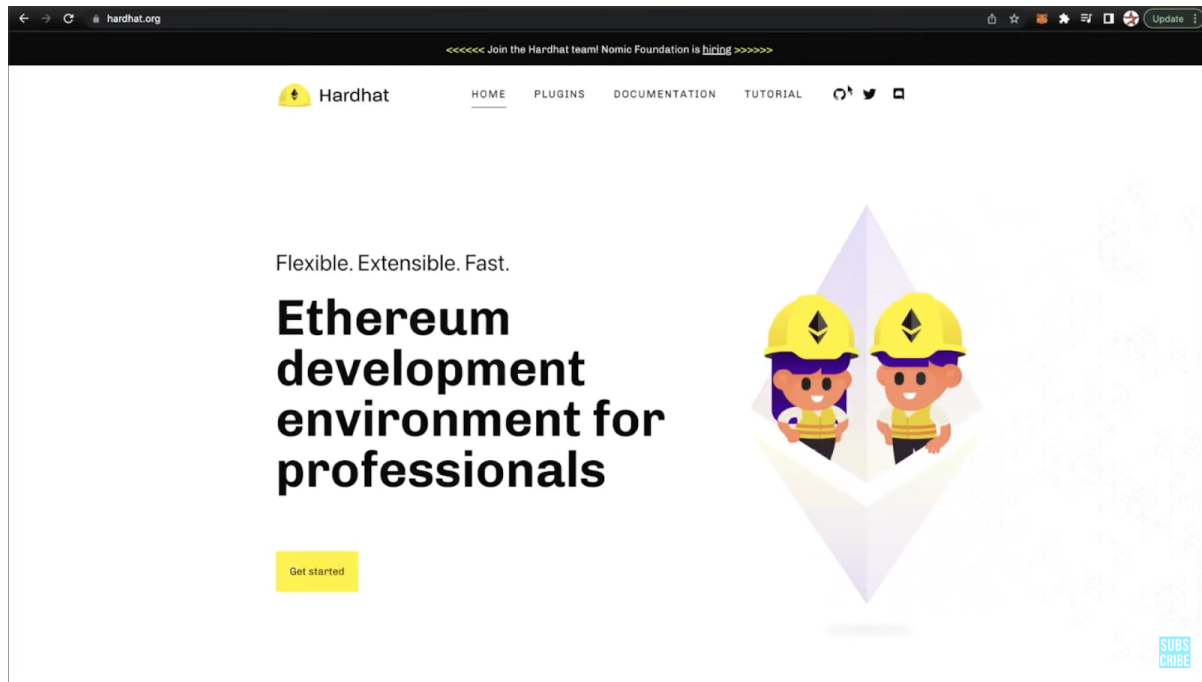 hardhat.org
Update
<<<<<< Join the Hardhat team! Nomic Foundation is hiring >>>>>>
Hardhat
HOME PLUGINS DOCUMENTATION TUTORIAL
Flexible. Extensible. Fast.
Ethereum
development
environment for
professionals
Get started
SUBS
CRIBE